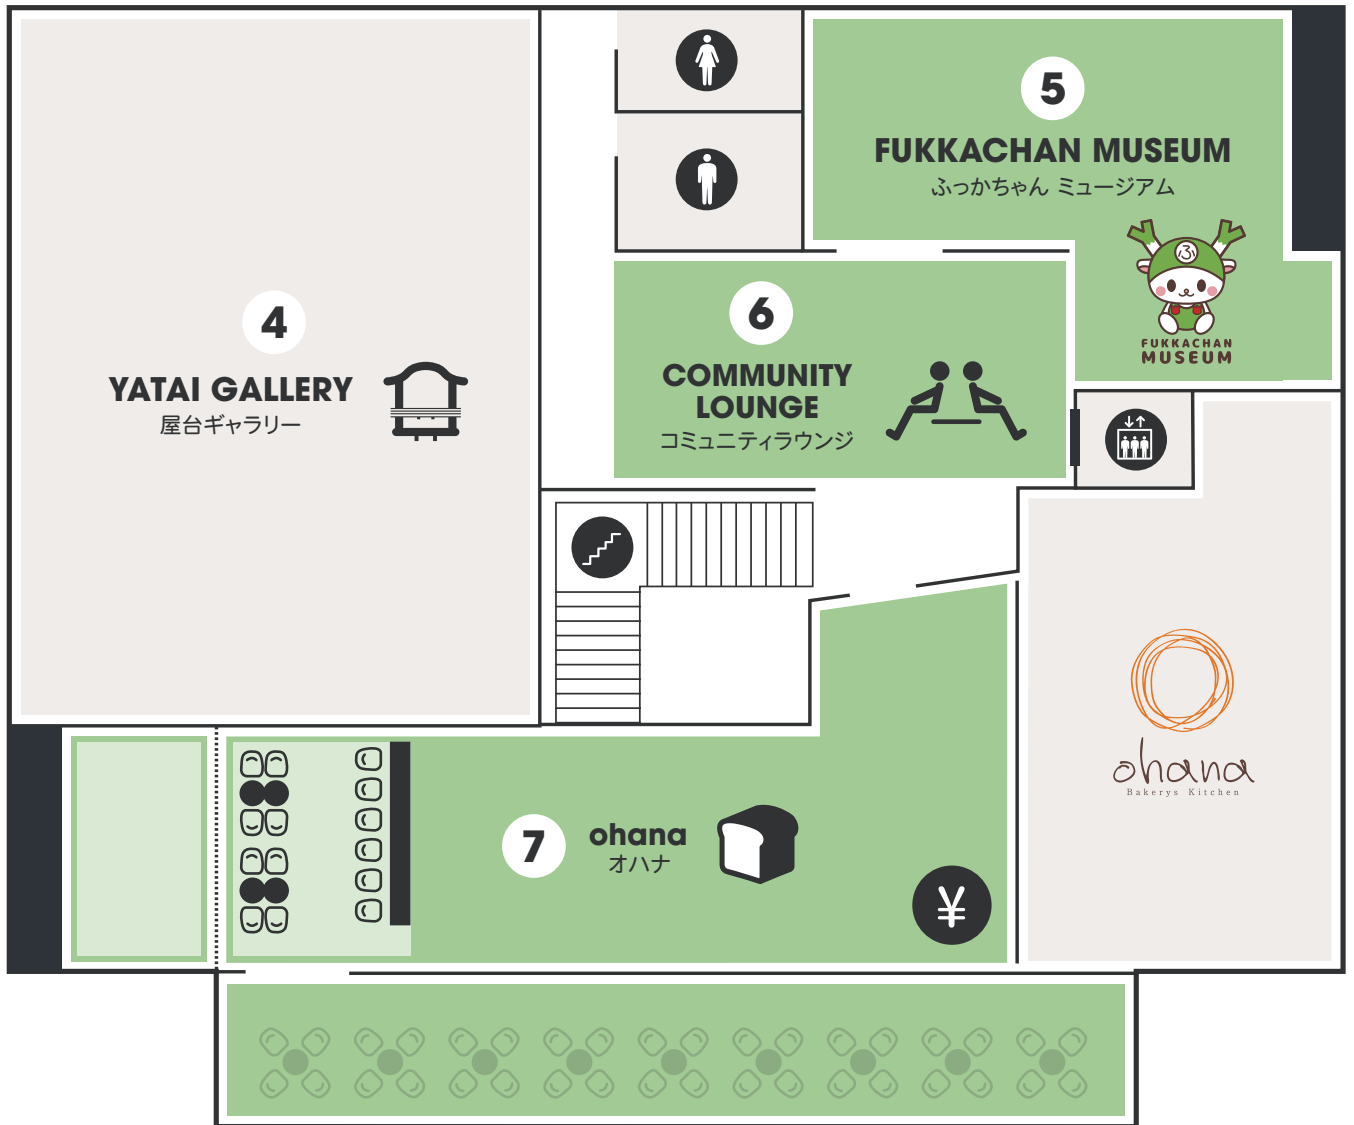 5
FUKKACHAN MUSEUM
ふっかちゃん ミュージアム
ふ
FUKKACHAN
MUSEUM
4
YATAI GALLERY
屋台ギャラリー
6
COMMUNITY
LOUNGE
コミュニティラウンジ
ohana
Bakerys Kitchen
7
ohana
オハナ
¥